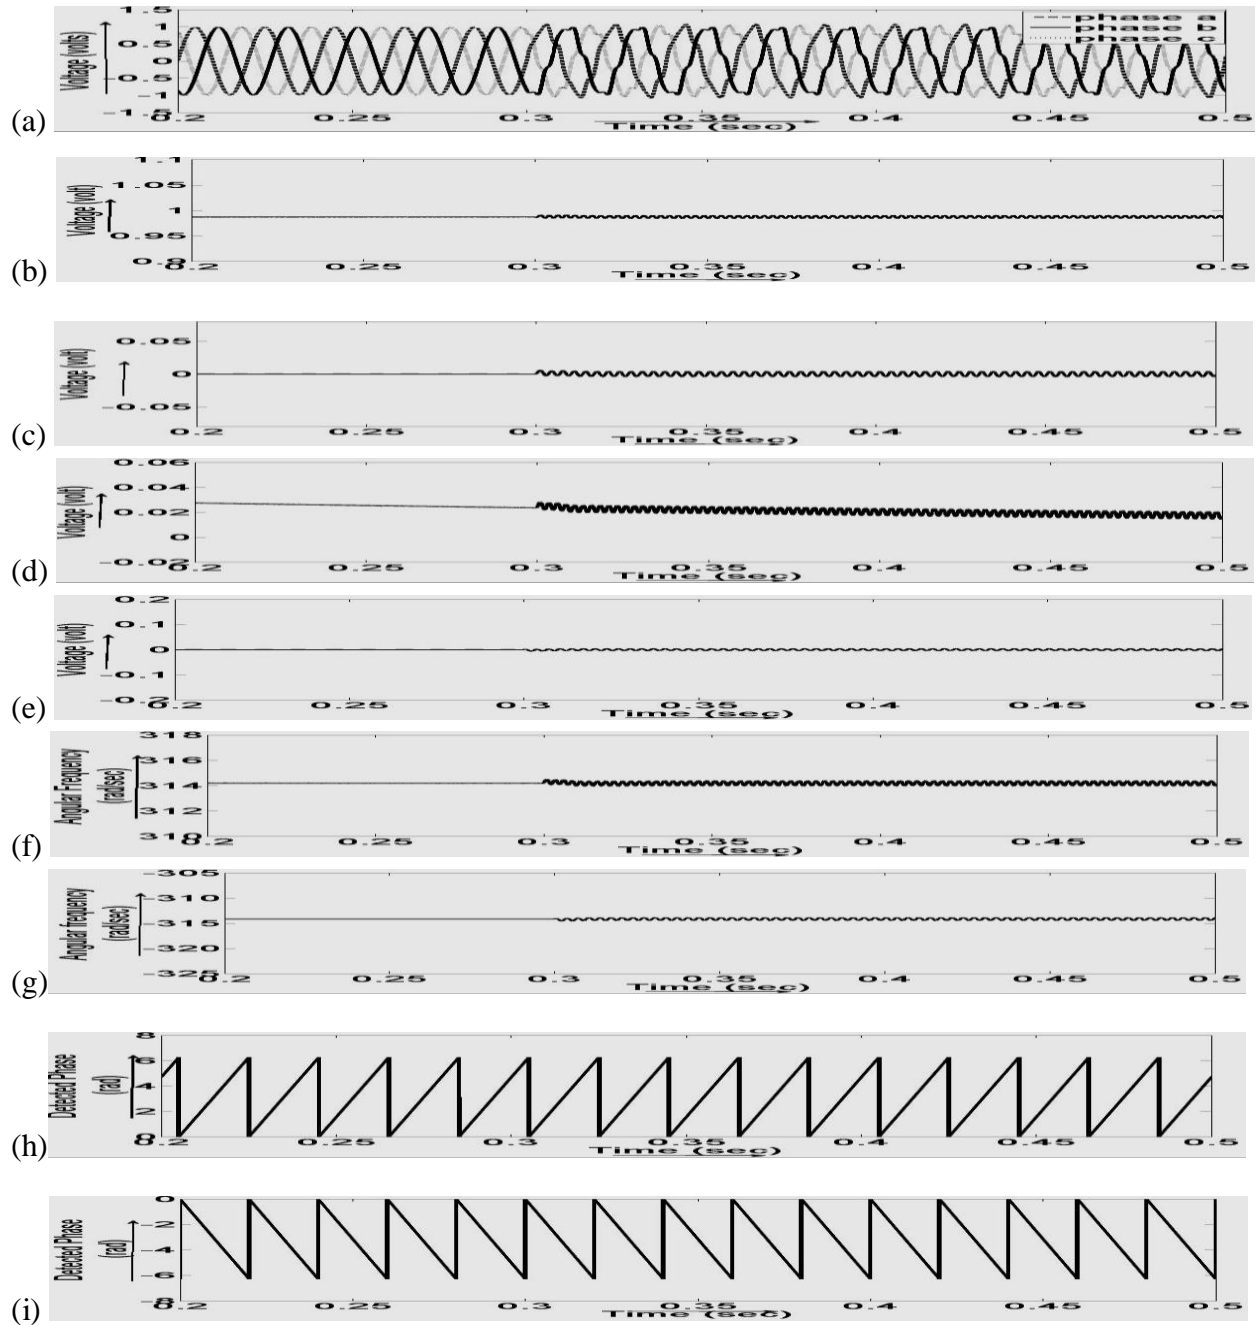 (a)
Voltage (volts)
1.5
1
0.5
0
-0.5
-1
-1.5
phase a
phase b
phase c
0.2 0.25 0.3 0.35 0.4 0.45 0.5
Time (sec)
(b)
Voltage (volt)
1.1
1.05
1
0.95
0.9
0.2 0.25 0.3 0.35 0.4 0.45 0.5
Time (sec)
(c)
Voltage (volt)
0.05
0
-0.05
0.2 0.25 0.3 0.35 0.4 0.45 0.5
Time (sec)
(d)
Voltage (volt)
0.06
0.04
0.02
0
-0.02
0.2 0.25 0.3 0.35 0.4 0.45 0.5
Time (sec)
(e)
Voltage (volt)
0.2
0.1
0
-0.1
-0.2
0.2 0.25 0.3 0.35 0.4 0.45 0.5
Time (sec)
(f)
Angular Frequency
(rad/sec)
318
316
314
312
310
0.2 0.25 0.3 0.35 0.4 0.45 0.5
Time (sec)
(g)
Angular frequency
(rad/sec)
-305
-310
-315
-320
-325
0.2 0.25 0.3 0.35 0.4 0.45 0.5
Time (sec)
(h)
Detected Phase
(rad)
8
6
4
2
0
0.2 0.25 0.3 0.35 0.4 0.45 0.5
Time (sec)
(i)
Detected Phase
(rad)
0
-2
-4
-6
-8
0.2 0.25 0.3 0.35 0.4 0.45 0.5
Time (sec)